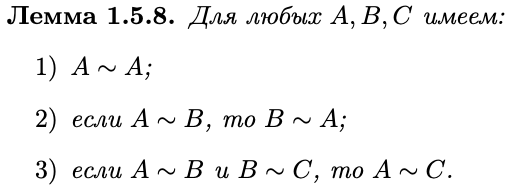 Лемма 1.5.8. Для любых A, B, C имеем:
1) A ∼ A;
2) если A ∼ B, то B ∼ A;
3) если A ∼ B и B ∼ C, то A ∼ C.